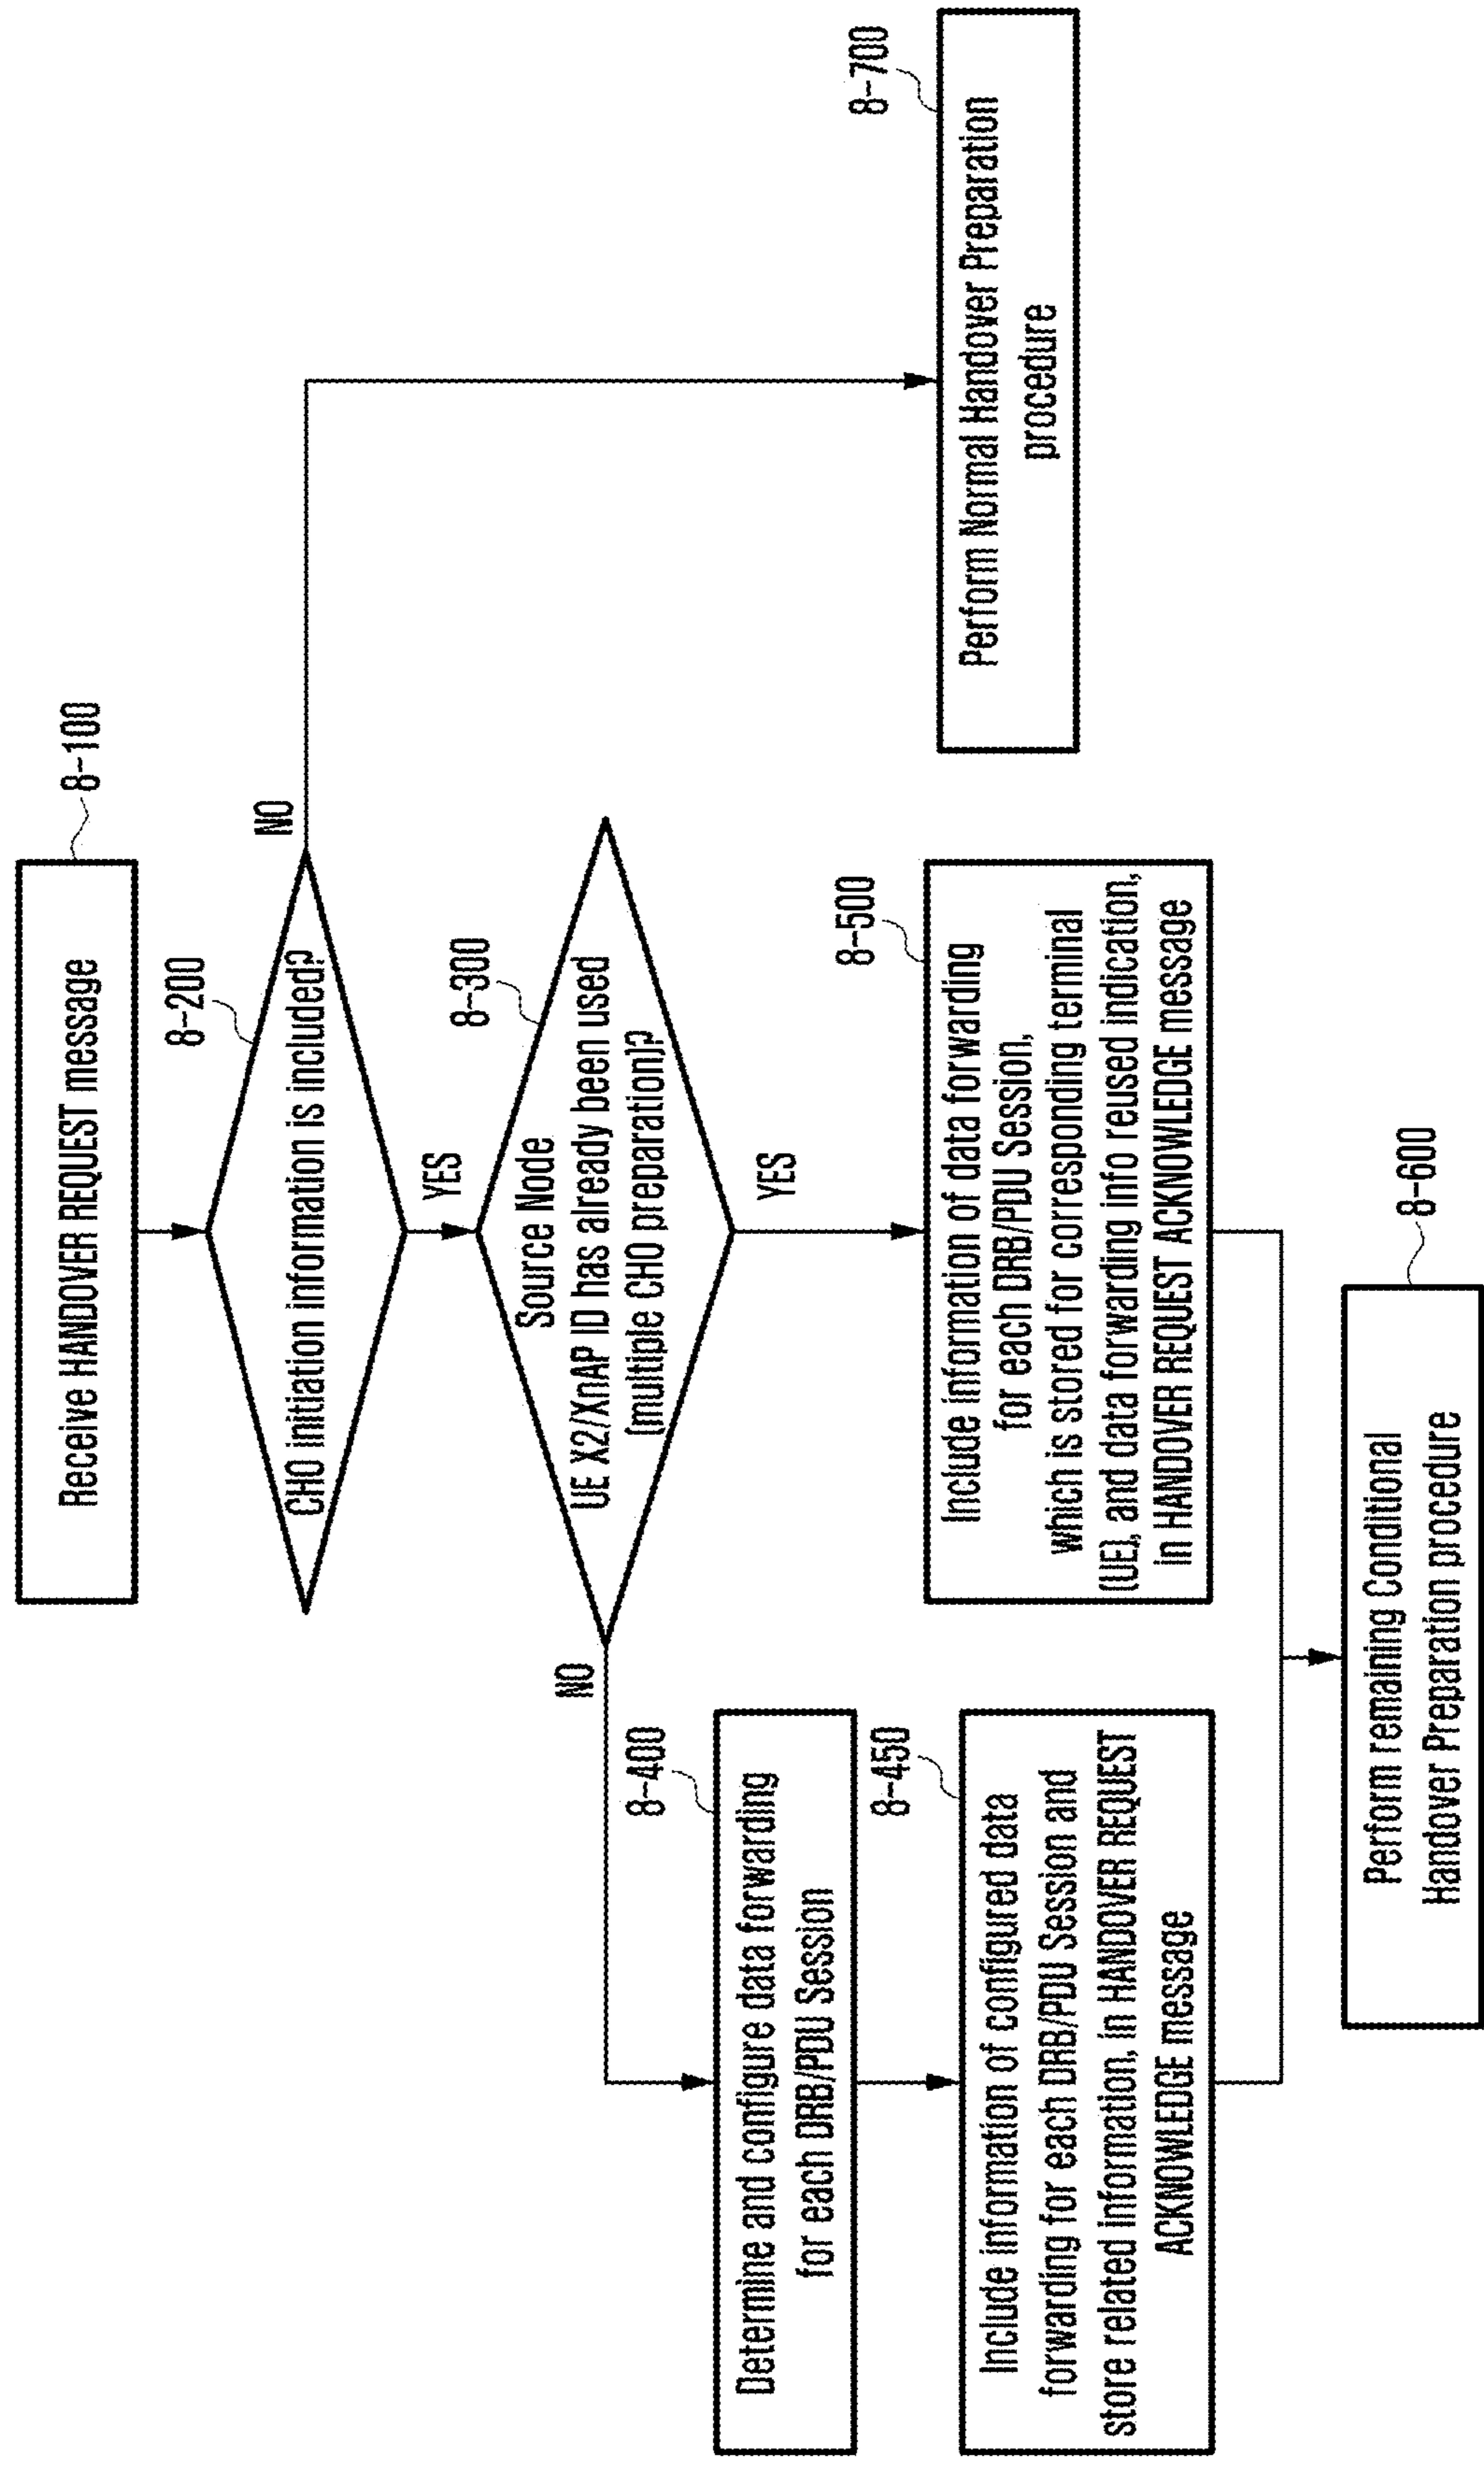 Receive HANDOVER REQUEST message
8-100
8-200
CHO initiation information is included?
NO
YES
8-300
Source Node
UE X2/XnAP ID has already been used
(multiple CHO preparation)?
NO
YES
8-400
Determine and configure data forwarding
for each DRB/PDU Session
8-450
Include information of configured data
forwarding for each DRB/PDU Session and
store related information, in HANDOVER REQUEST
ACKNOWLEDGE message
8-500
Include information of data forwarding
for each DRB/PDU Session,
which is stored for corresponding terminal
(UE), and data forwarding info reused indication,
in HANDOVER REQUEST ACKNOWLEDGE message
8-700
Perform Normal Handover Preparation
procedure
8-600
Perform remaining Conditional
Handover Preparation procedure